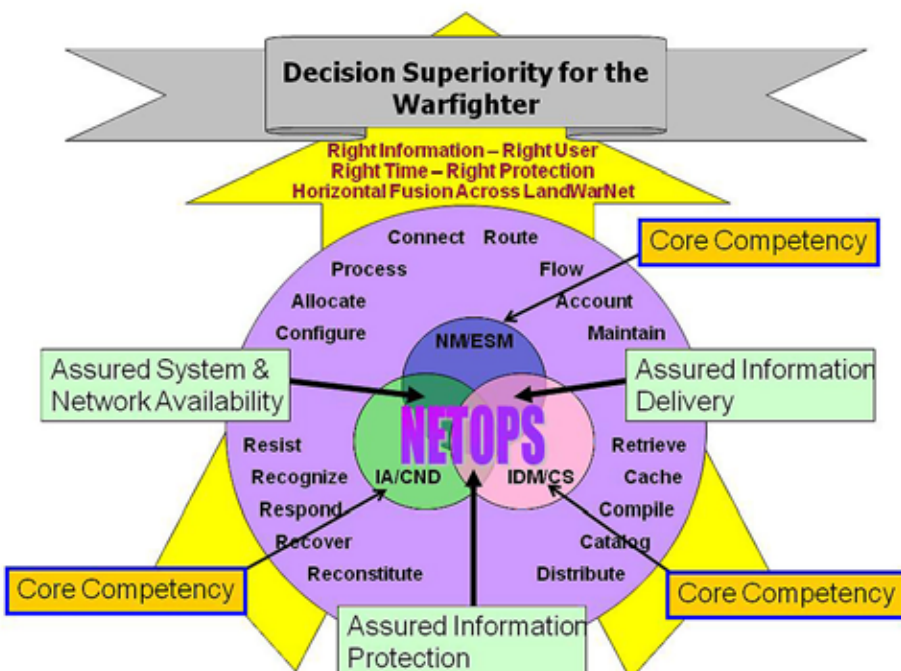 Decision Superiority for the
Warfighter
Right Information – Right User
Right Time – Right Protection
Horizontal Fusion Across LandWarNet
Connect Route
Process
Flow
Allocate
Account
Configure
Maintain
Core Competency
NM/ESM
Assured System &
Network Availability
Assured Information
Delivery
NETOPS
IA/CND
IDM/CS
Resist
Recognize
Respond
Recover
Reconstitute
Retrieve
Cache
Compile
Catalog
Distribute
Core Competency
Core Competency
Assured Information
Protection